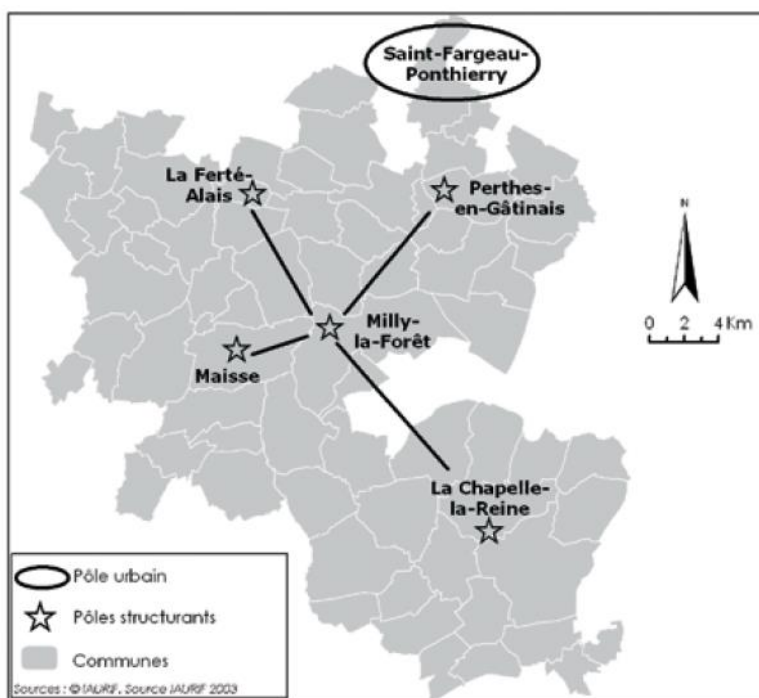 Saint-Fargeau-
Ponthierry
La Ferté-
Alais
Perthes-
en-Gâtinais
N
0 2 4 Km
Milly-
la-Forêt
Maisse
La Chapelle-
la-Reine
Pôle urbain
Pôles structurants
Communes
Sources : © IAURIF, Source IAURIF 2003